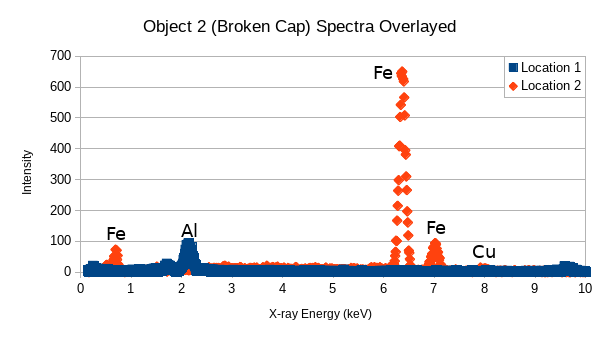 Object 2 (Broken Cap) Spectra Overlayed
700
600
500
400
300
200
100
0
Intensity
Location 1
Location 2
Fe
Fe
Al
Fe
Cu
0 1 2 3 4 5 6 7 8 9 10
X-ray Energy (keV)